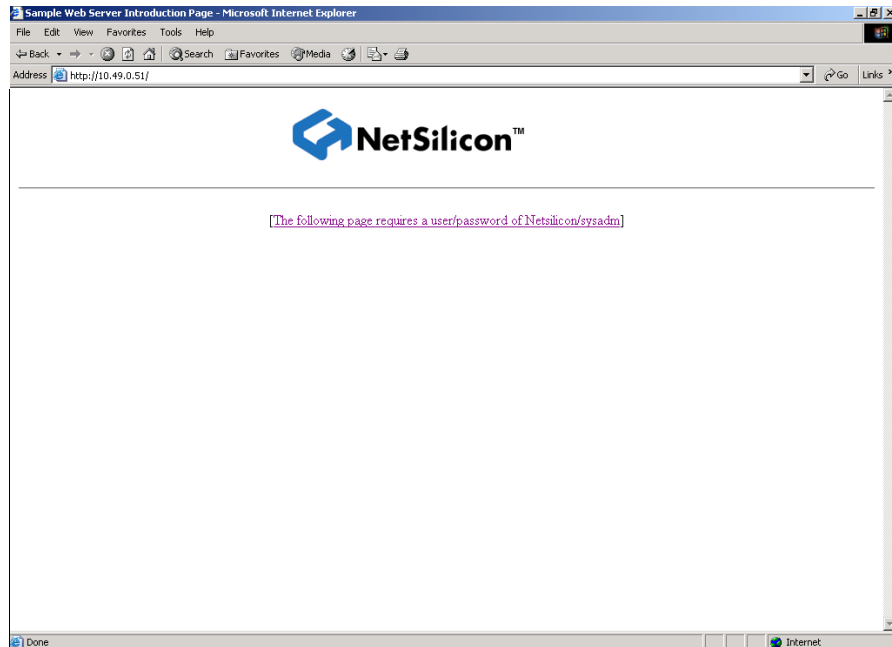 Sample Web Server Introduction Page - Microsoft Internet Explorer
File Edit View Favorites Tools Help
Back Search Favorites Media
Address http://10.49.0.51/ Go Links »
NetSilicon™
[The following page requires a user/password of Netsilicon/sysadm]
Done Internet